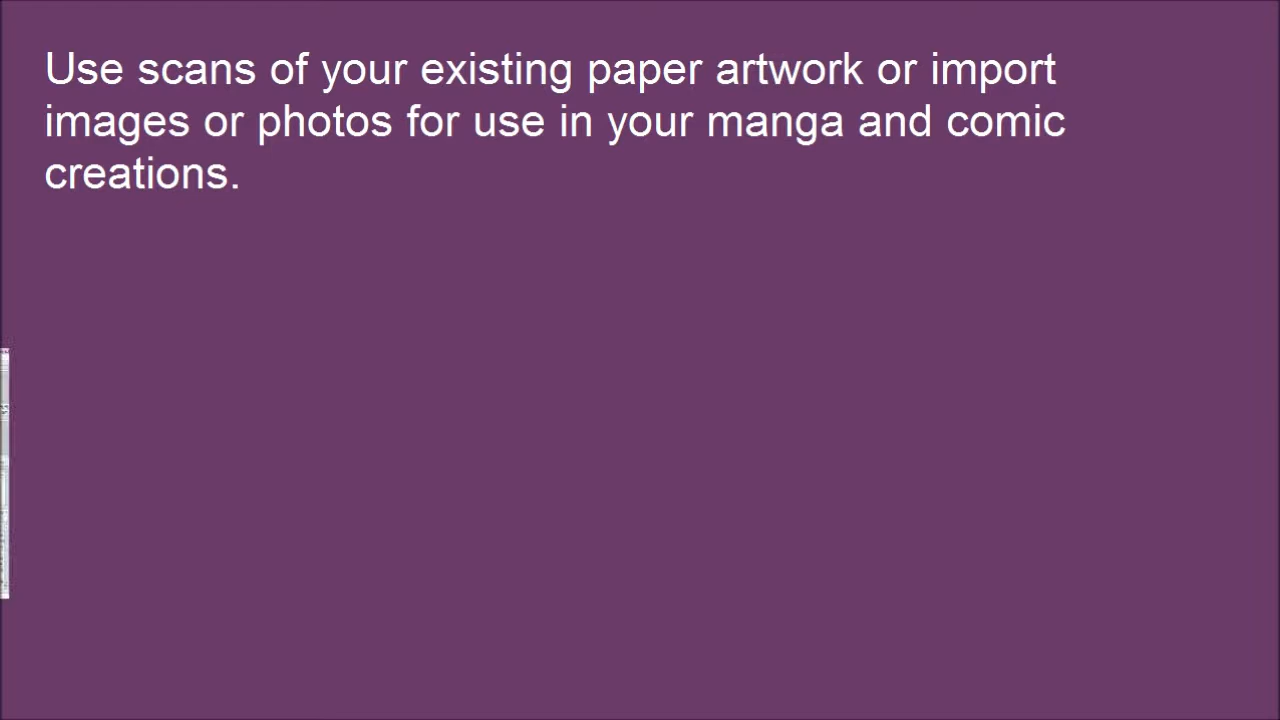 Use scans of your existing paper artwork or import
images or photos for use in your manga and comic
creations.